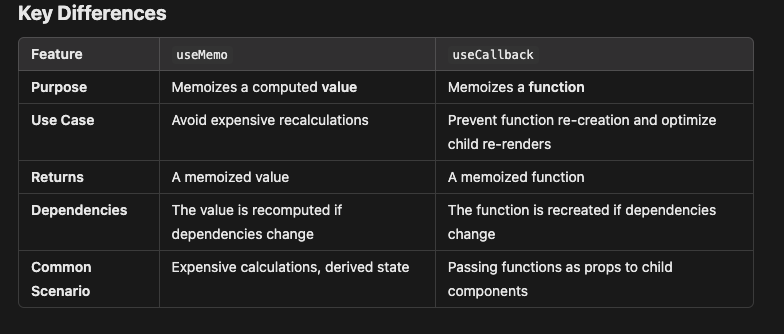 Key Differences
Feature useMemo useCallback
Purpose Memoizes a computed value Memoizes a function
Use Case Avoid expensive recalculations Prevent function re-creation and optimize
child re-renders
Returns A memoized value A memoized function
Dependencies The value is recomputed if The function is recreated if dependencies
dependencies change change
Common Expensive calculations, derived state Passing functions as props to child
Scenario components